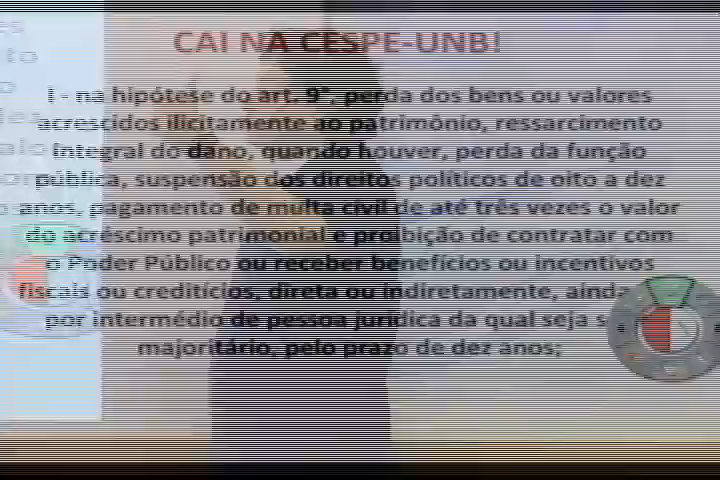 CAI NA CESPE-UNB!
I - na hipótese do art. 9°, perda dos bens ou valores
acrescidos ilicitamente ao patrimônio, ressarcimento
integral do dano, quando houver, perda da função
pública, suspensão dos direitos políticos de oito a dez
anos, pagamento de multa civil de até três vezes o valor
do acréscimo patrimonial e proibição de contratar com
o Poder Público ou receber benefícios ou incentivos
fiscais ou creditícios, direta ou indiretamente, ainda
por intermédio de pessoa jurídica da qual seja
majoritário, pelo prazo de dez anos;